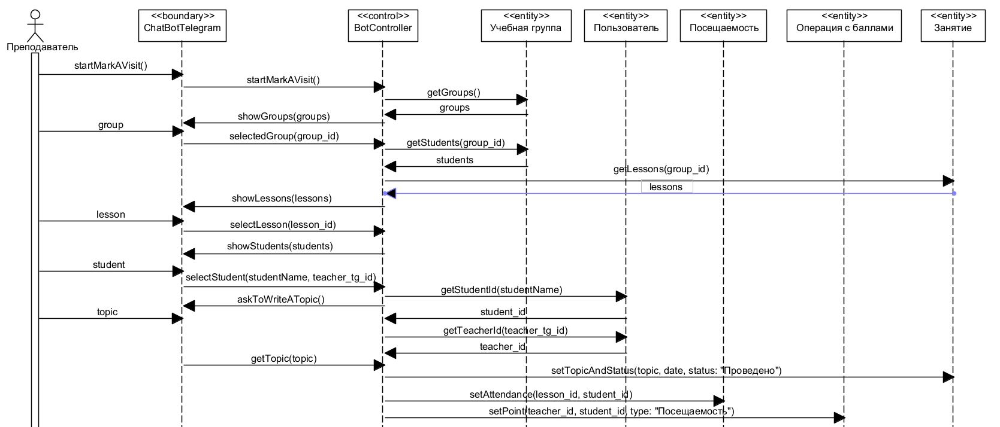 Преподаватель
<<boundary>>
ChatBotTelegram
<<control>>
BotController
<<entity>>
Учебная группа
<<entity>>
Пользователь
<<entity>>
Посещаемость
<<entity>>
Операция с баллами
<<entity>>
Занятие
startMarkAVisit()
startMarkAVisit()
getGroups()
groups
showGroups(groups)
group
selectedGroup(group_id)
getStudents(group_id)
students
getLessons(group_id)
lessons
showLessons(lessons)
lesson
selectLesson(lesson_id)
showStudents(students)
student
selectStudent(studentName, teacher_tg_id)
getStudentId(studentName)
askToWriteATopic()
topic
student_id
getTeacherId(teacher_tg_id)
teacher_id
getTopic(topic)
setTopicAndStatus(topic, date, status: "Проведено")
setAttendance(lesson_id, student_id)
setPoint(teacher_id, student_id, type: "Посещаемость")